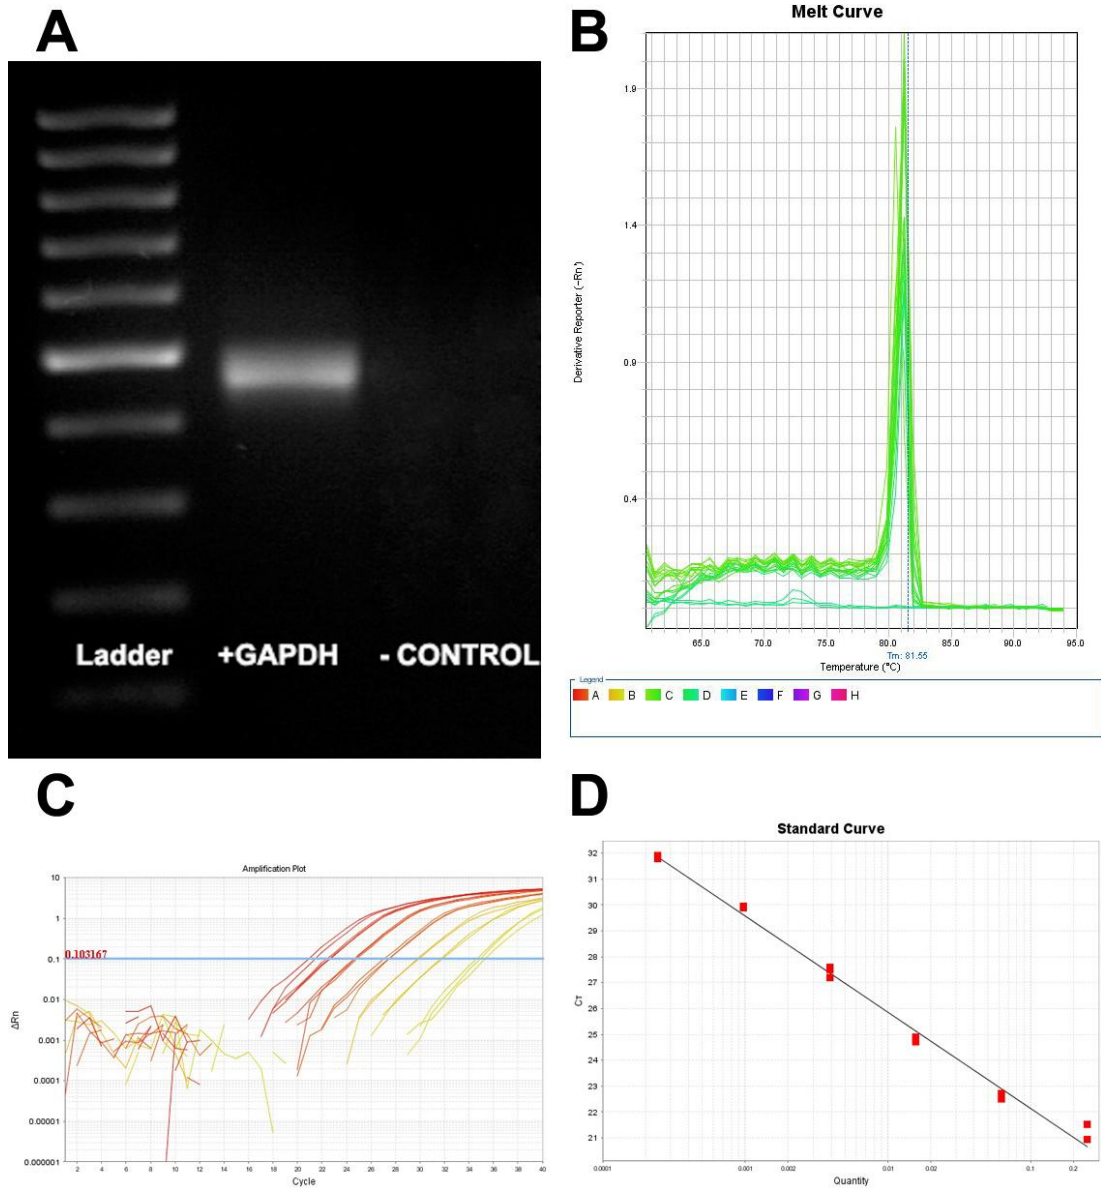 A
Ladder +GAPDH - CONTROL
B
Melt Curve
Derivative Reporter (-Rn')
1.9
1.4
0.9
0.4
65.0 70.0 75.0 80.0 85.0 90.0 95.0
Tm: 81.55
Temperature (°C)
Legend
A B C D E F G H
C
Amplification Plot
ΔRn
10
1
0.103167
0.1
0.01
0.001
0.0001
0.00001
0.000001
2 4 6 8 10 12 14 16 18 20 22 24 26 28 30 32 34 36 38 40
Cycle
D
Standard Curve
CT
32
31
30
29
28
27
26
25
24
23
22
21
0.0001 0.001 0.002 0.01 0.02 0.1 0.2
Quantity